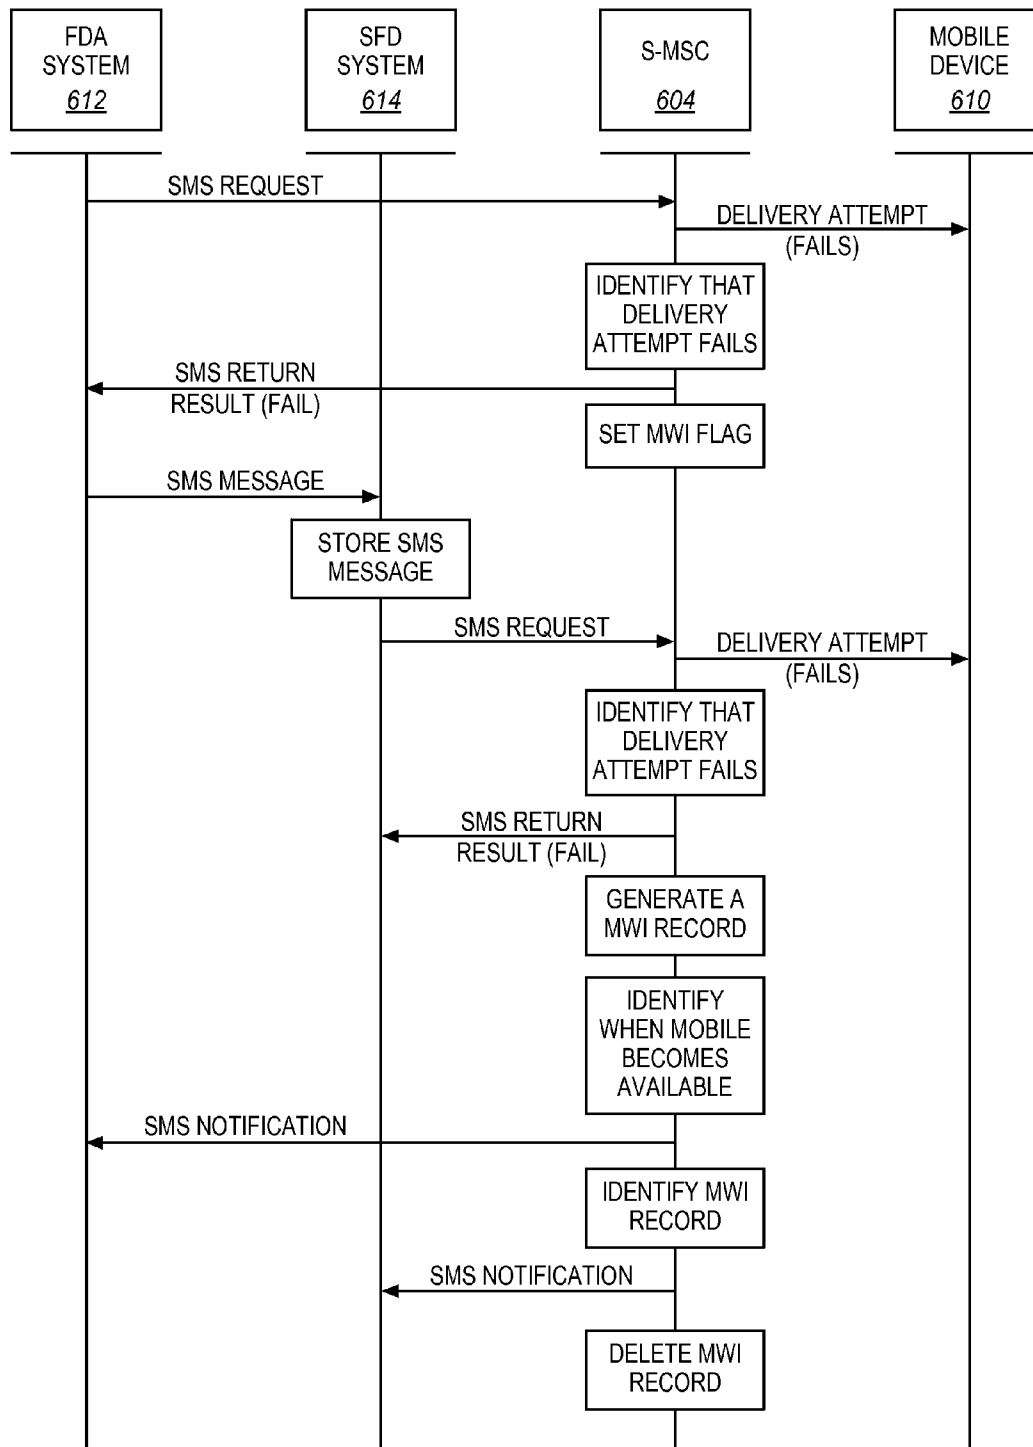 FDA
SYSTEM
612
SFD
SYSTEM
614
S-MSC
604
MOBILE
DEVICE
610
SMS REQUEST
DELIVERY ATTEMPT
(FAILS)
IDENTIFY THAT
DELIVERY
ATTEMPT FAILS
SMS RETURN
RESULT (FAIL)
SET MWI FLAG
SMS MESSAGE
STORE SMS
MESSAGE
SMS REQUEST
DELIVERY ATTEMPT
(FAILS)
IDENTIFY THAT
DELIVERY
ATTEMPT FAILS
SMS RETURN
RESULT (FAIL)
GENERATE A
MWI RECORD
IDENTIFY
WHEN MOBILE
BECOMES
AVAILABLE
SMS NOTIFICATION
IDENTIFY MWI
RECORD
SMS NOTIFICATION
DELETE MWI
RECORD